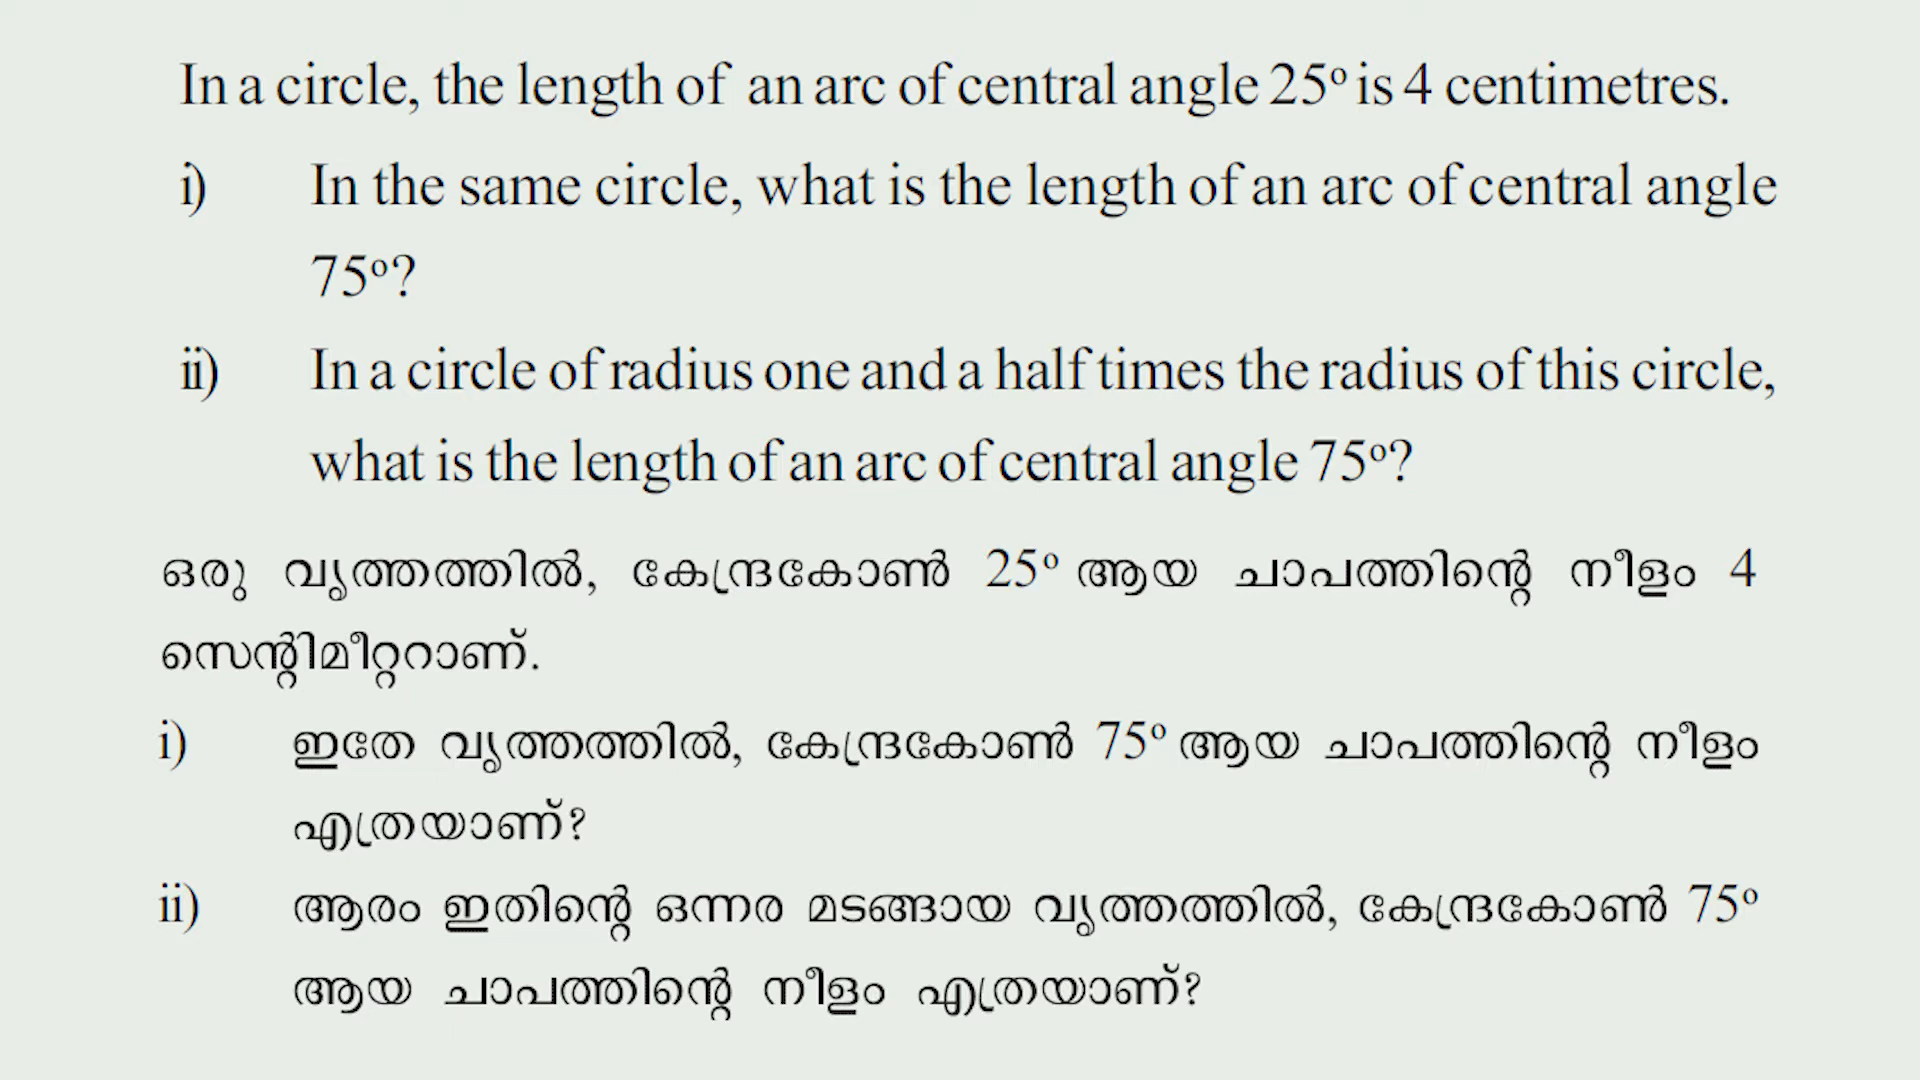 In a circle, the length of an arc of central angle 25º is 4 centimetres.
i) In the same circle, what is the length of an arc of central angle
75º?
ii) In a circle of radius one and a half times the radius of this circle,
what is the length of an arc of central angle 75º?
ഒരു വൃത്തത്തിൽ, കേന്ദ്രകോൺ 25º ആയ ചാപത്തിന്റെ നീളം 4
സെന്റിമീറ്ററാണ്.
i) ഇതേ വൃത്തത്തിൽ, കേന്ദ്രകോൺ 75º ആയ ചാപത്തിന്റെ നീളം
എത്രയാണ്?
ii) ആരം ഇതിന്റെ ഒന്നര മടങ്ങായ വൃത്തത്തിൽ, കേന്ദ്രകോൺ 75º
ആയ ചാപത്തിന്റെ നീളം എത്രയാണ്?